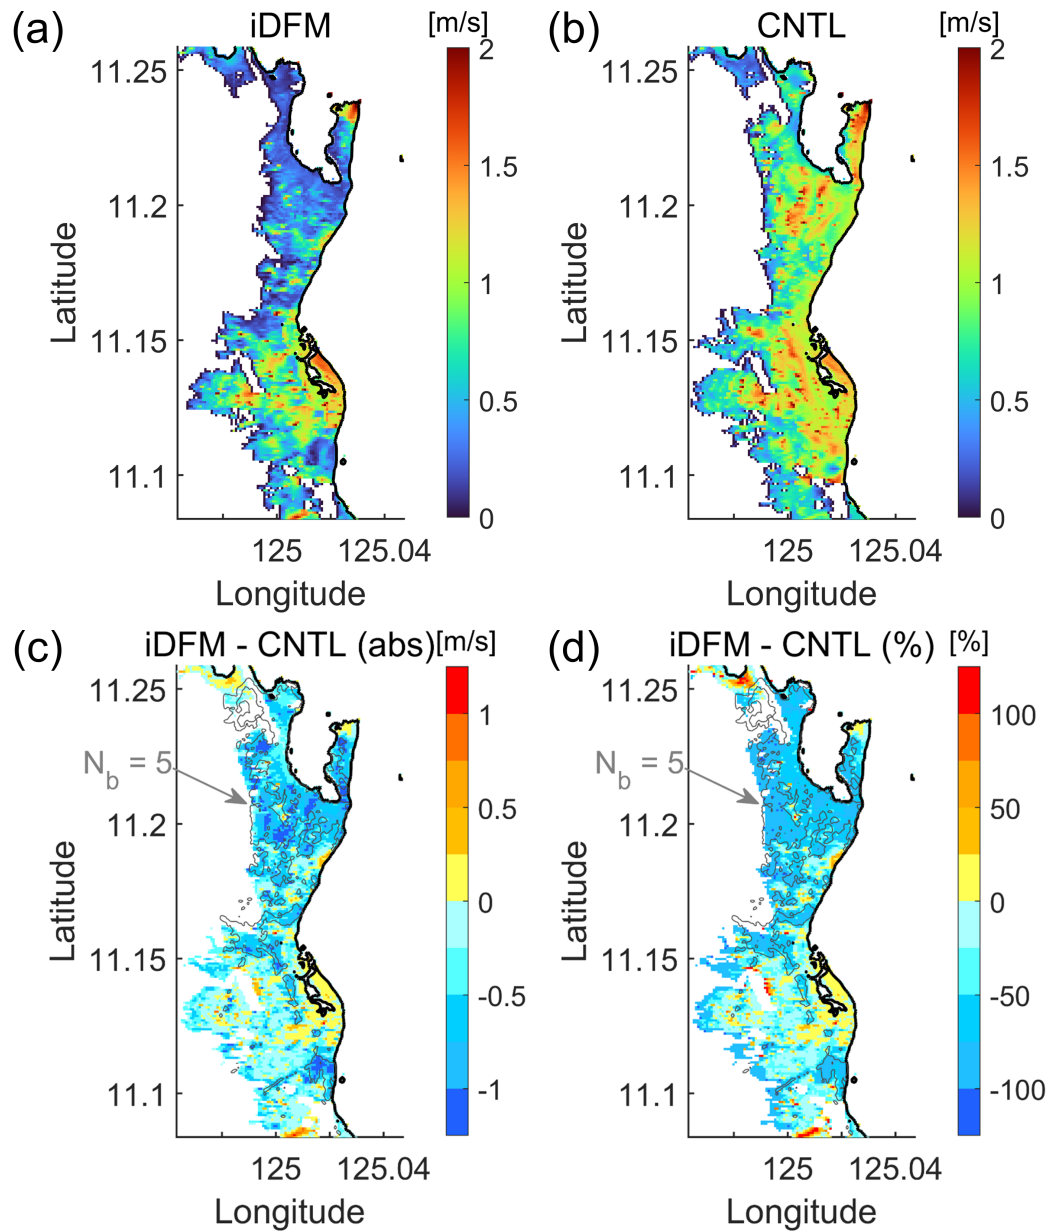 (a) iDFM [m/s]
2
1.5
1
0.5
0
11.25
11.2
11.15
11.1
Latitude
125 125.04
Longitude
(b) CNTL [m/s]
2
1.5
1
0.5
0
11.25
11.2
11.15
11.1
Latitude
125 125.04
Longitude
(c) iDFM - CNTL (abs) [m/s]
1
0.5
0
-0.5
-1
11.25
11.2
11.15
11.1
N_b = 5
Latitude
125 125.04
Longitude
(d) iDFM - CNTL (%) [%]
100
50
0
-50
-100
11.25
11.2
11.15
11.1
N_b = 5
Latitude
125 125.04
Longitude